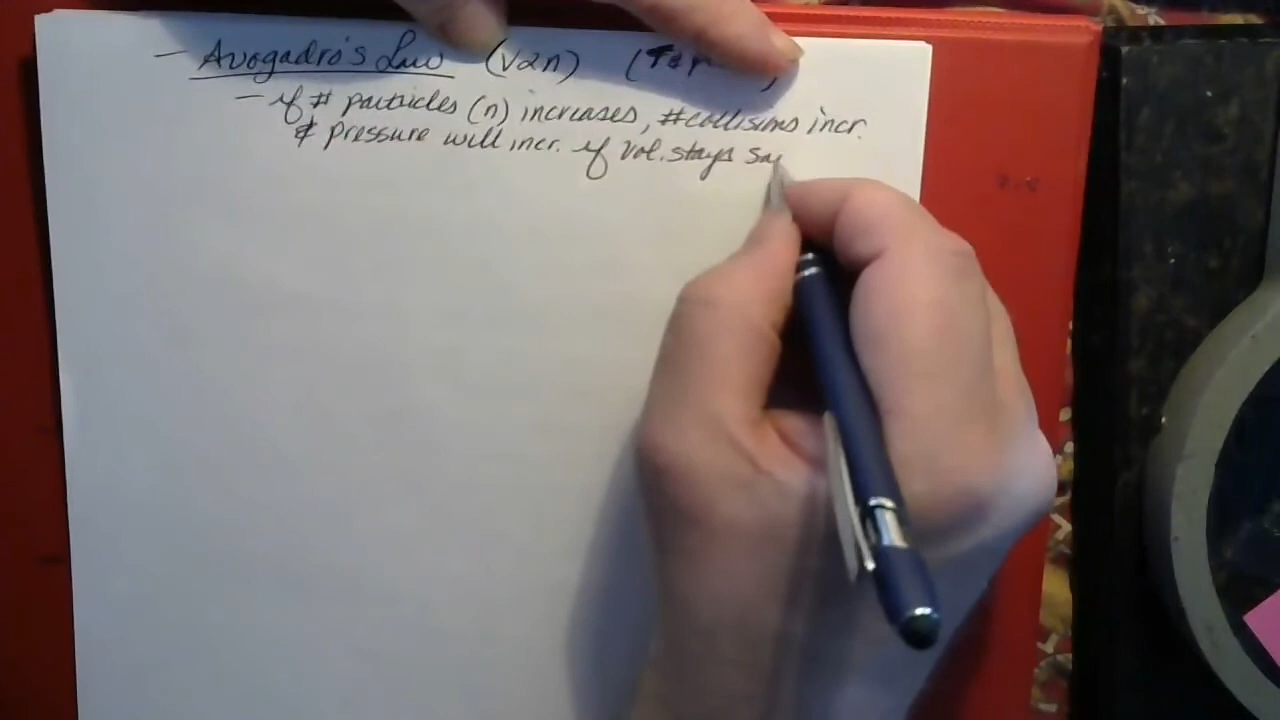 - Avogadro's Law (V∝n) (T &
- if # particles (n) increases, # collisions incr.
& pressure will incr. if vol. stays